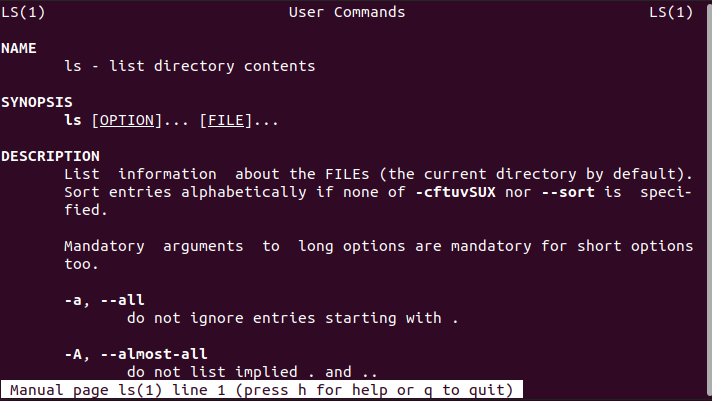 LS(1) User Commands LS(1)
NAME
ls - list directory contents
SYNOPSIS
ls [OPTION]... [FILE]...
DESCRIPTION
List information about the FILEs (the current directory by default).
Sort entries alphabetically if none of -cftuvSUX nor --sort is speci-
fied.
Mandatory arguments to long options are mandatory for short options
too.
-a, --all
do not ignore entries starting with .
-A, --almost-all
do not list implied . and ..
Manual page ls(1) line 1 (press h for help or q to quit)